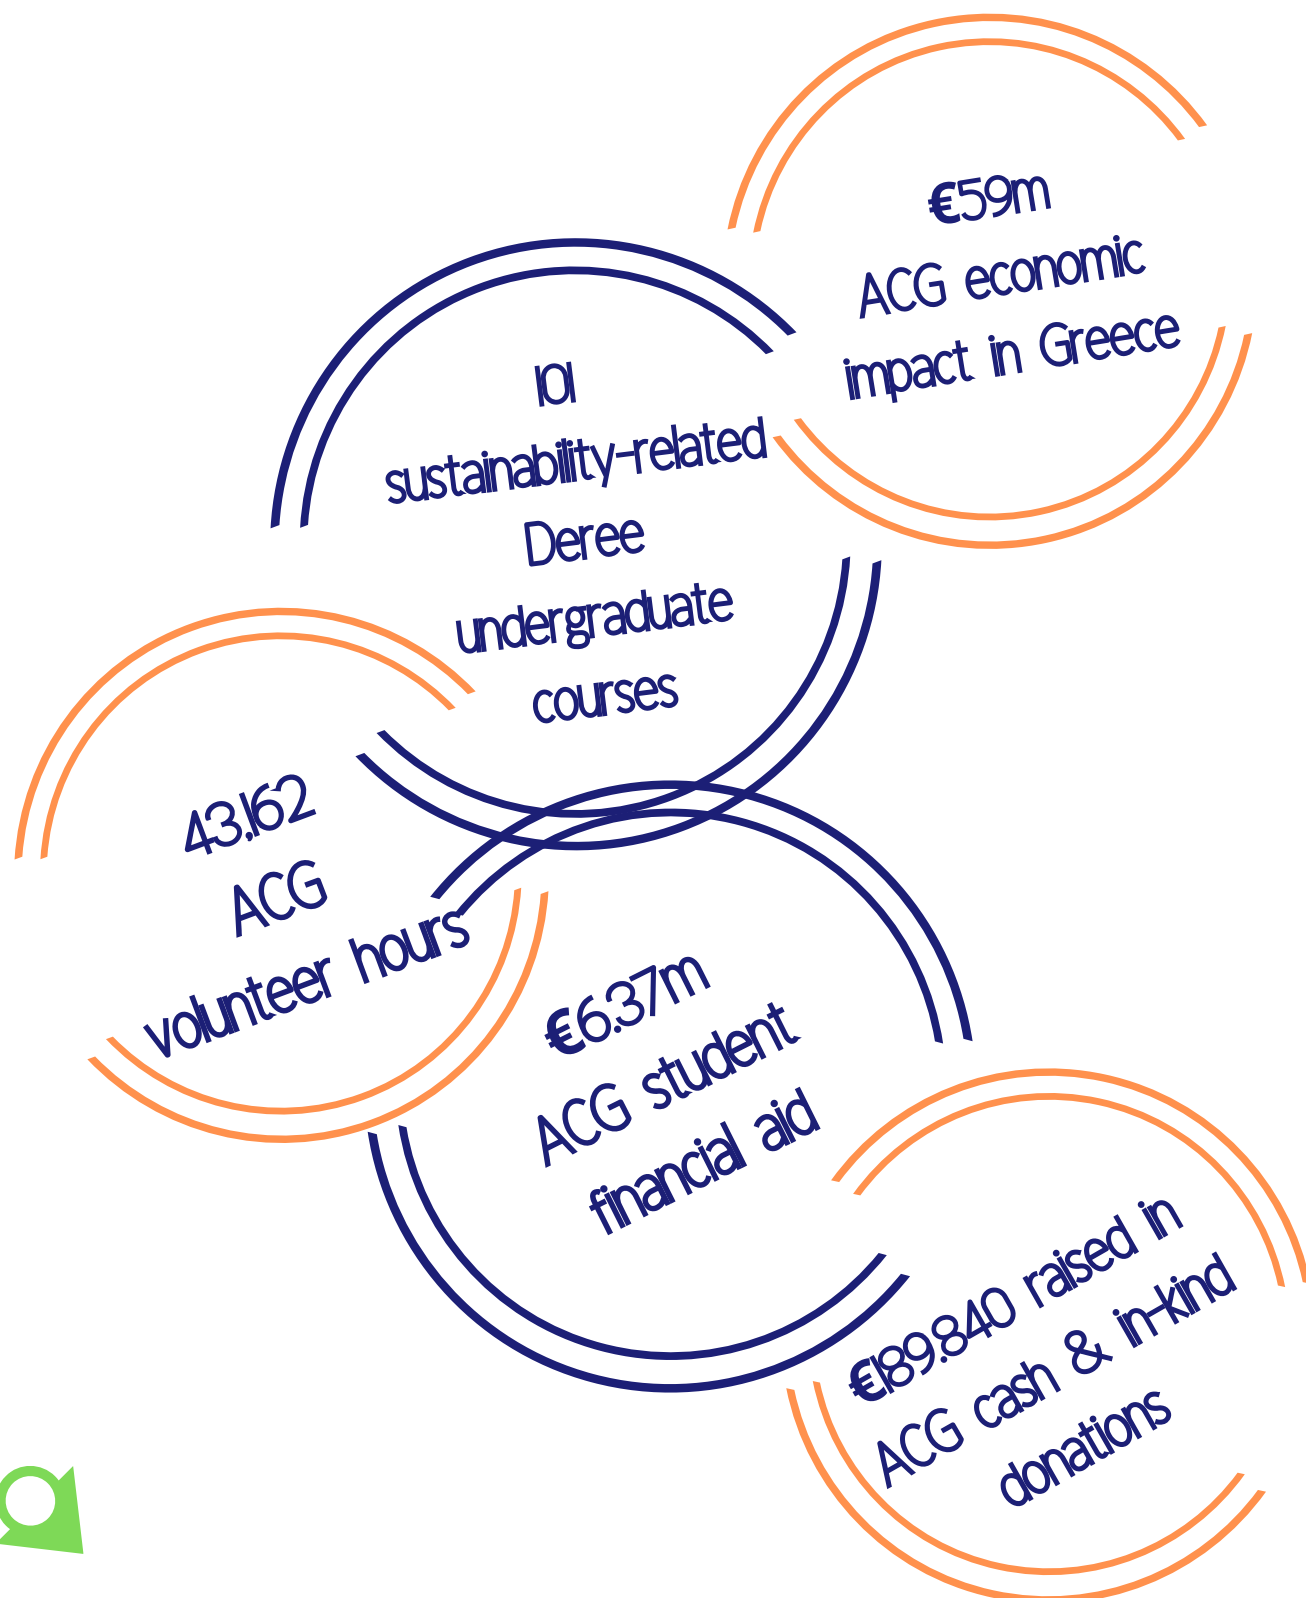 €59m
ACG economic
impact in Greece
101
sustainability-related
Deree
undergraduate
courses
43,162
ACG
volunteer hours
€6.37m
ACG student
financial aid
€189.840 raised in
ACG cash & in-kind
donations